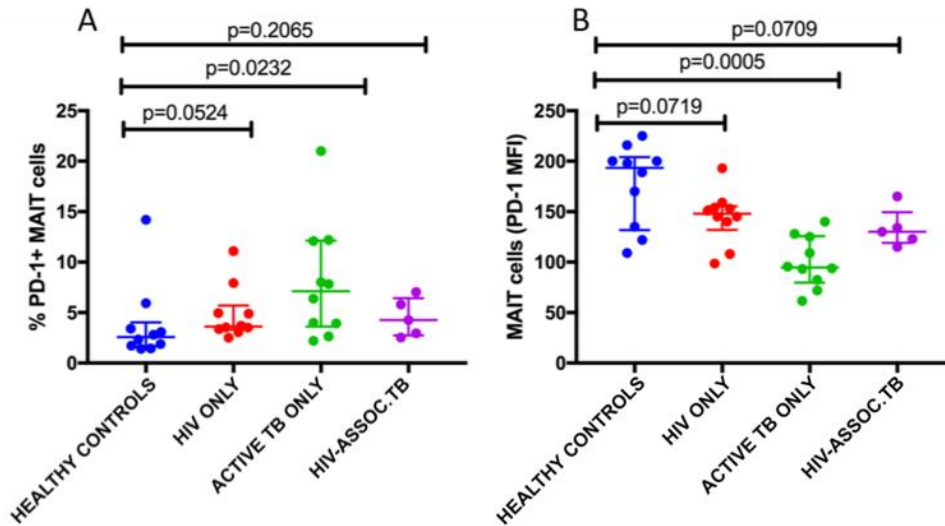 A
p=0.2065
p=0.0232
p=0.0524
% PD-1+ MAIT cells
25
20
15
10
5
0
HEALTHY CONTROLS
HIV ONLY
ACTIVE TB ONLY
HIV-ASSOC.TB
B
p=0.0709
p=0.0005
p=0.0719
MAIT cells (PD-1 MFI)
250
200
150
100
50
0
HEALTHY CONTROLS
HIV ONLY
ACTIVE TB ONLY
HIV-ASSOC.TB